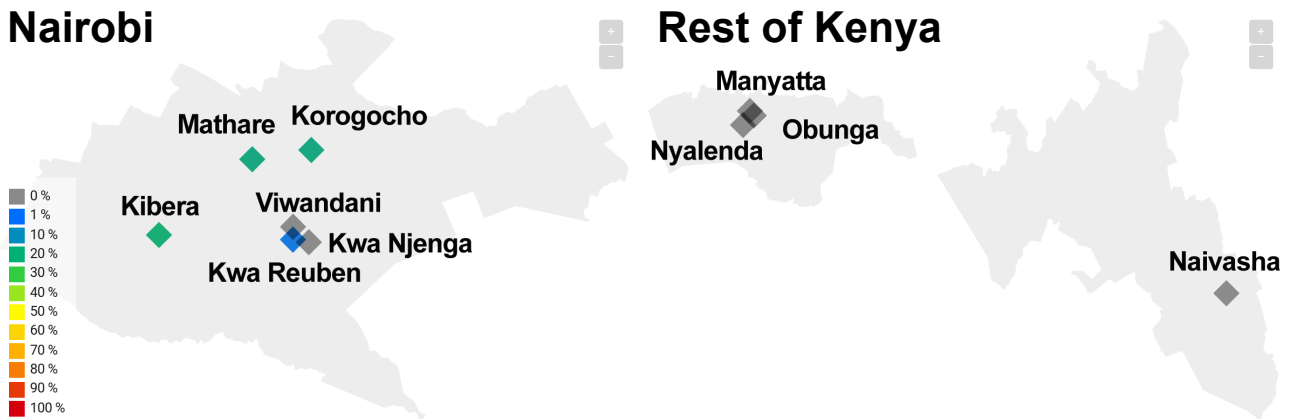 Nairobi
Rest of Kenya
+
−
+
−
Manyatta
Mathare
Korogocho
Obunga
Nyalenda
0 %
1 %
10 %
20 %
30 %
40 %
50 %
60 %
70 %
80 %
90 %
100 %
Kibera
Viwandani
Kwa Njenga
Kwa Reuben
Naivasha